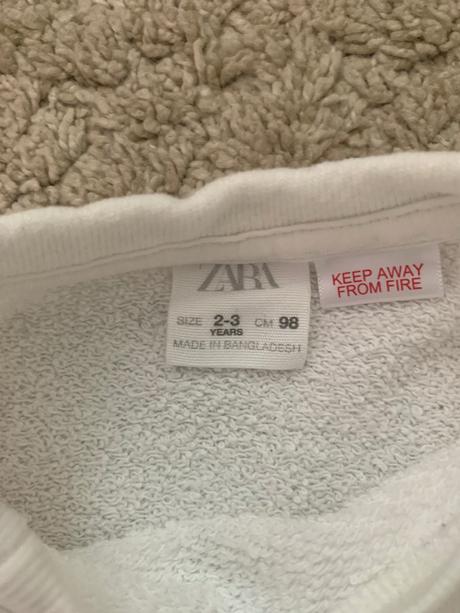 ZARA
SIZE 2-3 CM 98
YEARS
MADE IN BANGLADESH
KEEP AWAY
FROM FIRE